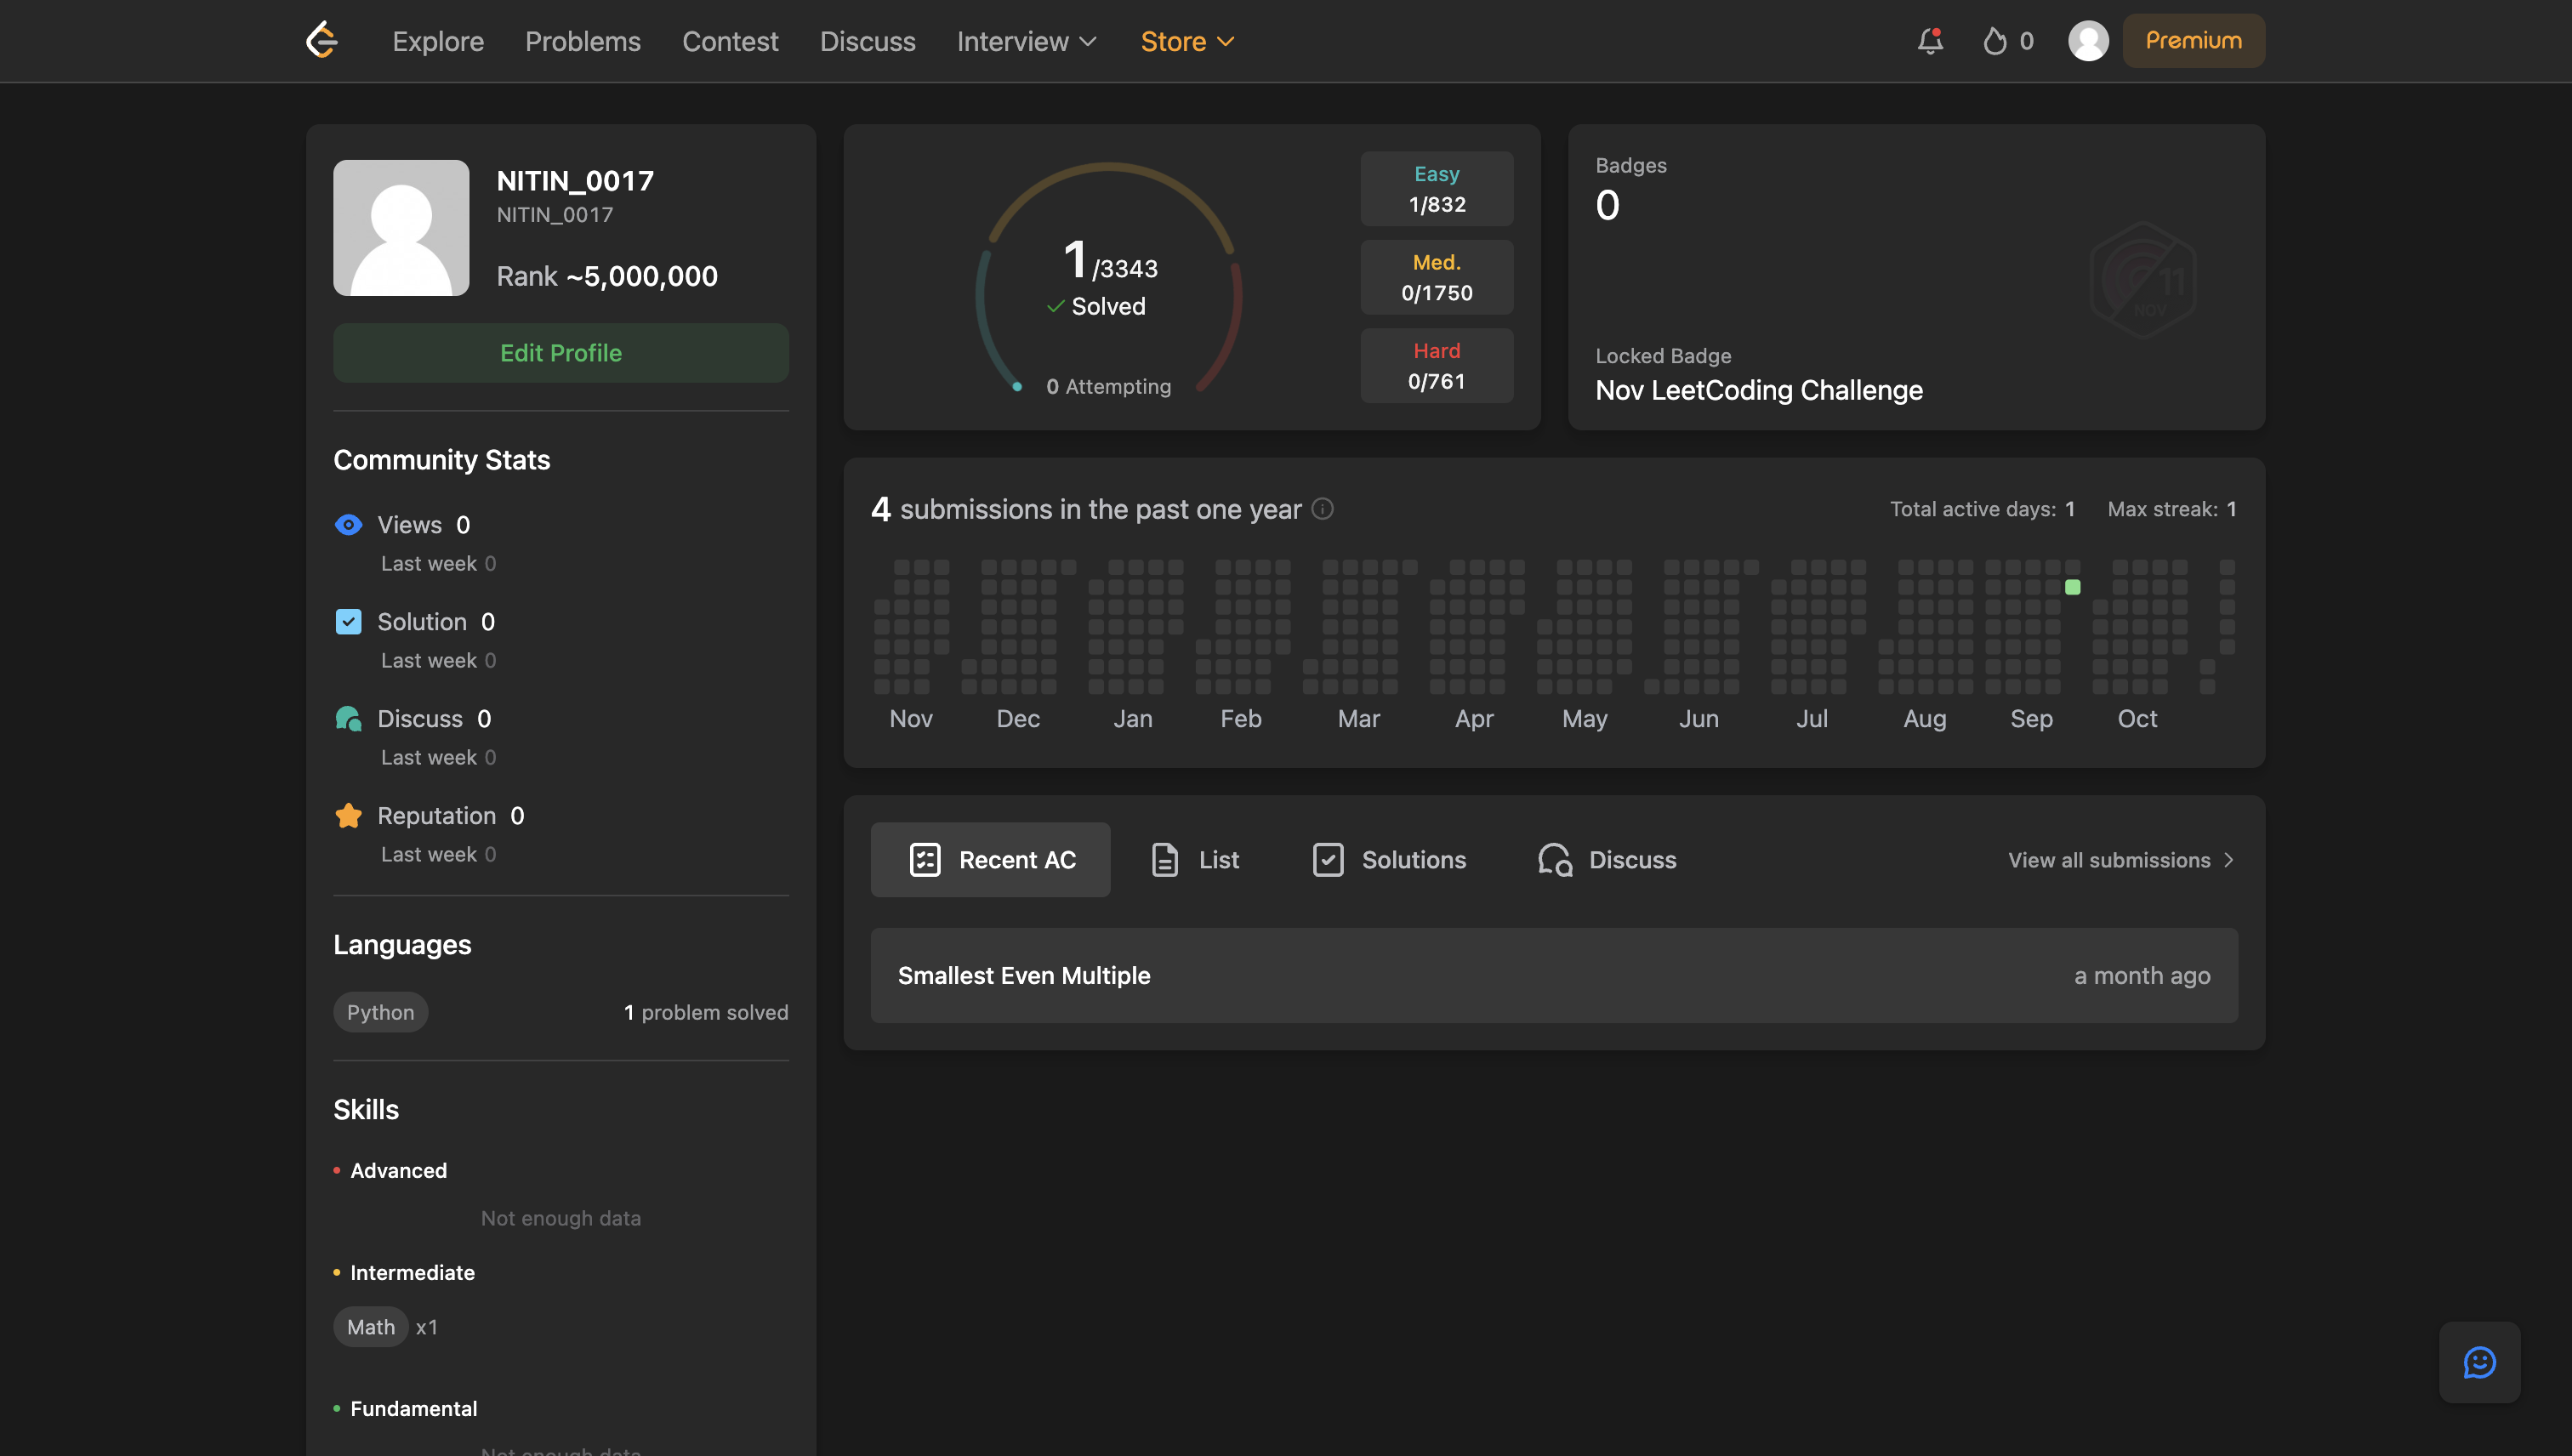 Explore Problems Contest Discuss Interview Store 0 Premium
NITIN_0017
NITIN_0017
Rank ~5,000,000
Edit Profile
Community Stats
Views 0
Last week 0
Solution 0
Last week 0
Discuss 0
Last week 0
Reputation 0
Last week 0
Languages
Python 1 problem solved
Skills
Advanced
Not enough data
Intermediate
Math x1
Fundamental
Not enough data
1/3343
Solved
0 Attempting
Easy
1/832
Med.
0/1750
Hard
0/761
Badges
0
11
NOV
Locked Badge
Nov LeetCoding Challenge
4 submissions in the past one year Total active days: 1 Max streak: 1
Nov Dec Jan Feb Mar Apr May Jun Jul Aug Sep Oct
Recent AC List Solutions Discuss View all submissions
Smallest Even Multiple a month ago